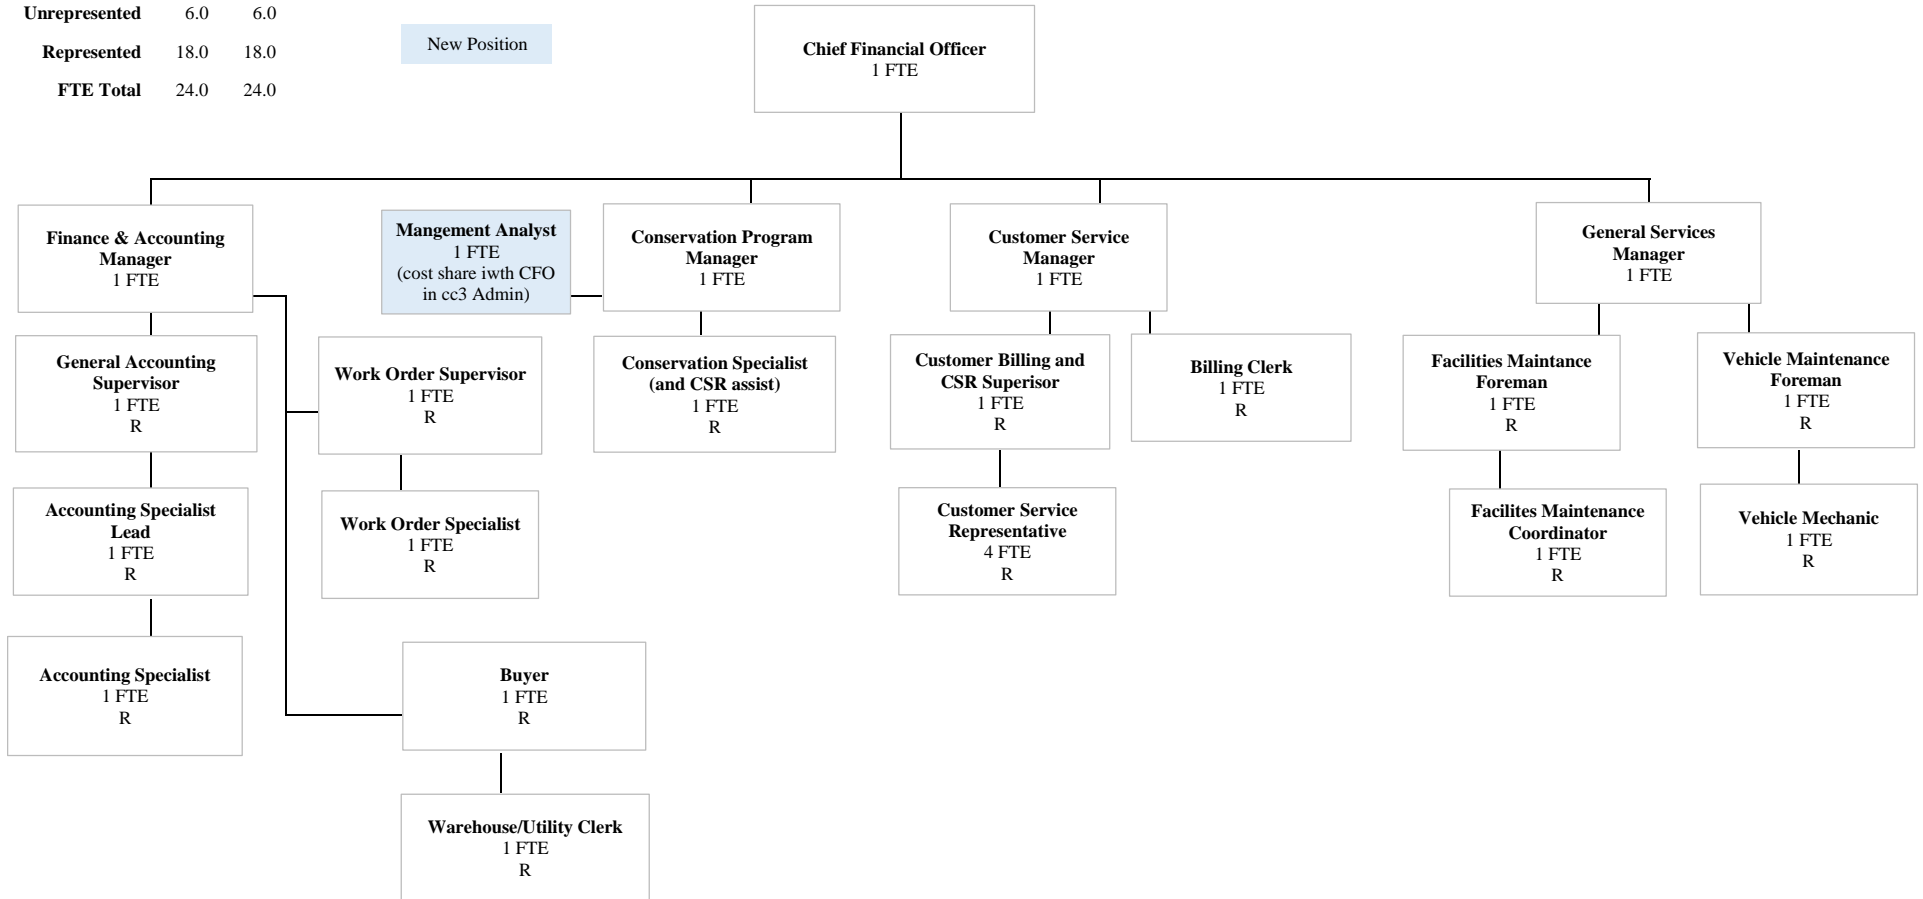 Unrepresented 6.0 6.0
Represented 18.0 18.0
FTE Total 24.0 24.0
New Position
Chief Financial Officer
1 FTE
Finance & Accounting
Manager
1 FTE
Mangement Analyst
1 FTE
(cost share iwth CFO
in cc3 Admin)
Conservation Program
Manager
1 FTE
Customer Service
Manager
1 FTE
General Services
Manager
1 FTE
General Accounting
Supervisor
1 FTE
R
Work Order Supervisor
1 FTE
R
Conservation Specialist
(and CSR assist)
1 FTE
R
Customer Billing and
CSR Superisor
1 FTE
R
Billing Clerk
1 FTE
R
Facilities Maintance
Foreman
1 FTE
R
Vehicle Maintenance
Foreman
1 FTE
R
Accounting Specialist
Lead
1 FTE
R
Work Order Specialist
1 FTE
R
Customer Service
Representative
4 FTE
R
Facilites Maintenance
Coordinator
1 FTE
R
Vehicle Mechanic
1 FTE
R
Accounting Specialist
1 FTE
R
Buyer
1 FTE
R
Warehouse/Utility Clerk
1 FTE
R